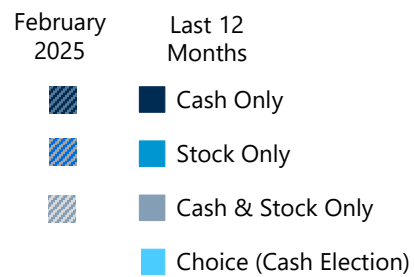 February
2025
Last 12
Months
Cash Only
Stock Only
Cash & Stock Only
Choice (Cash Election)